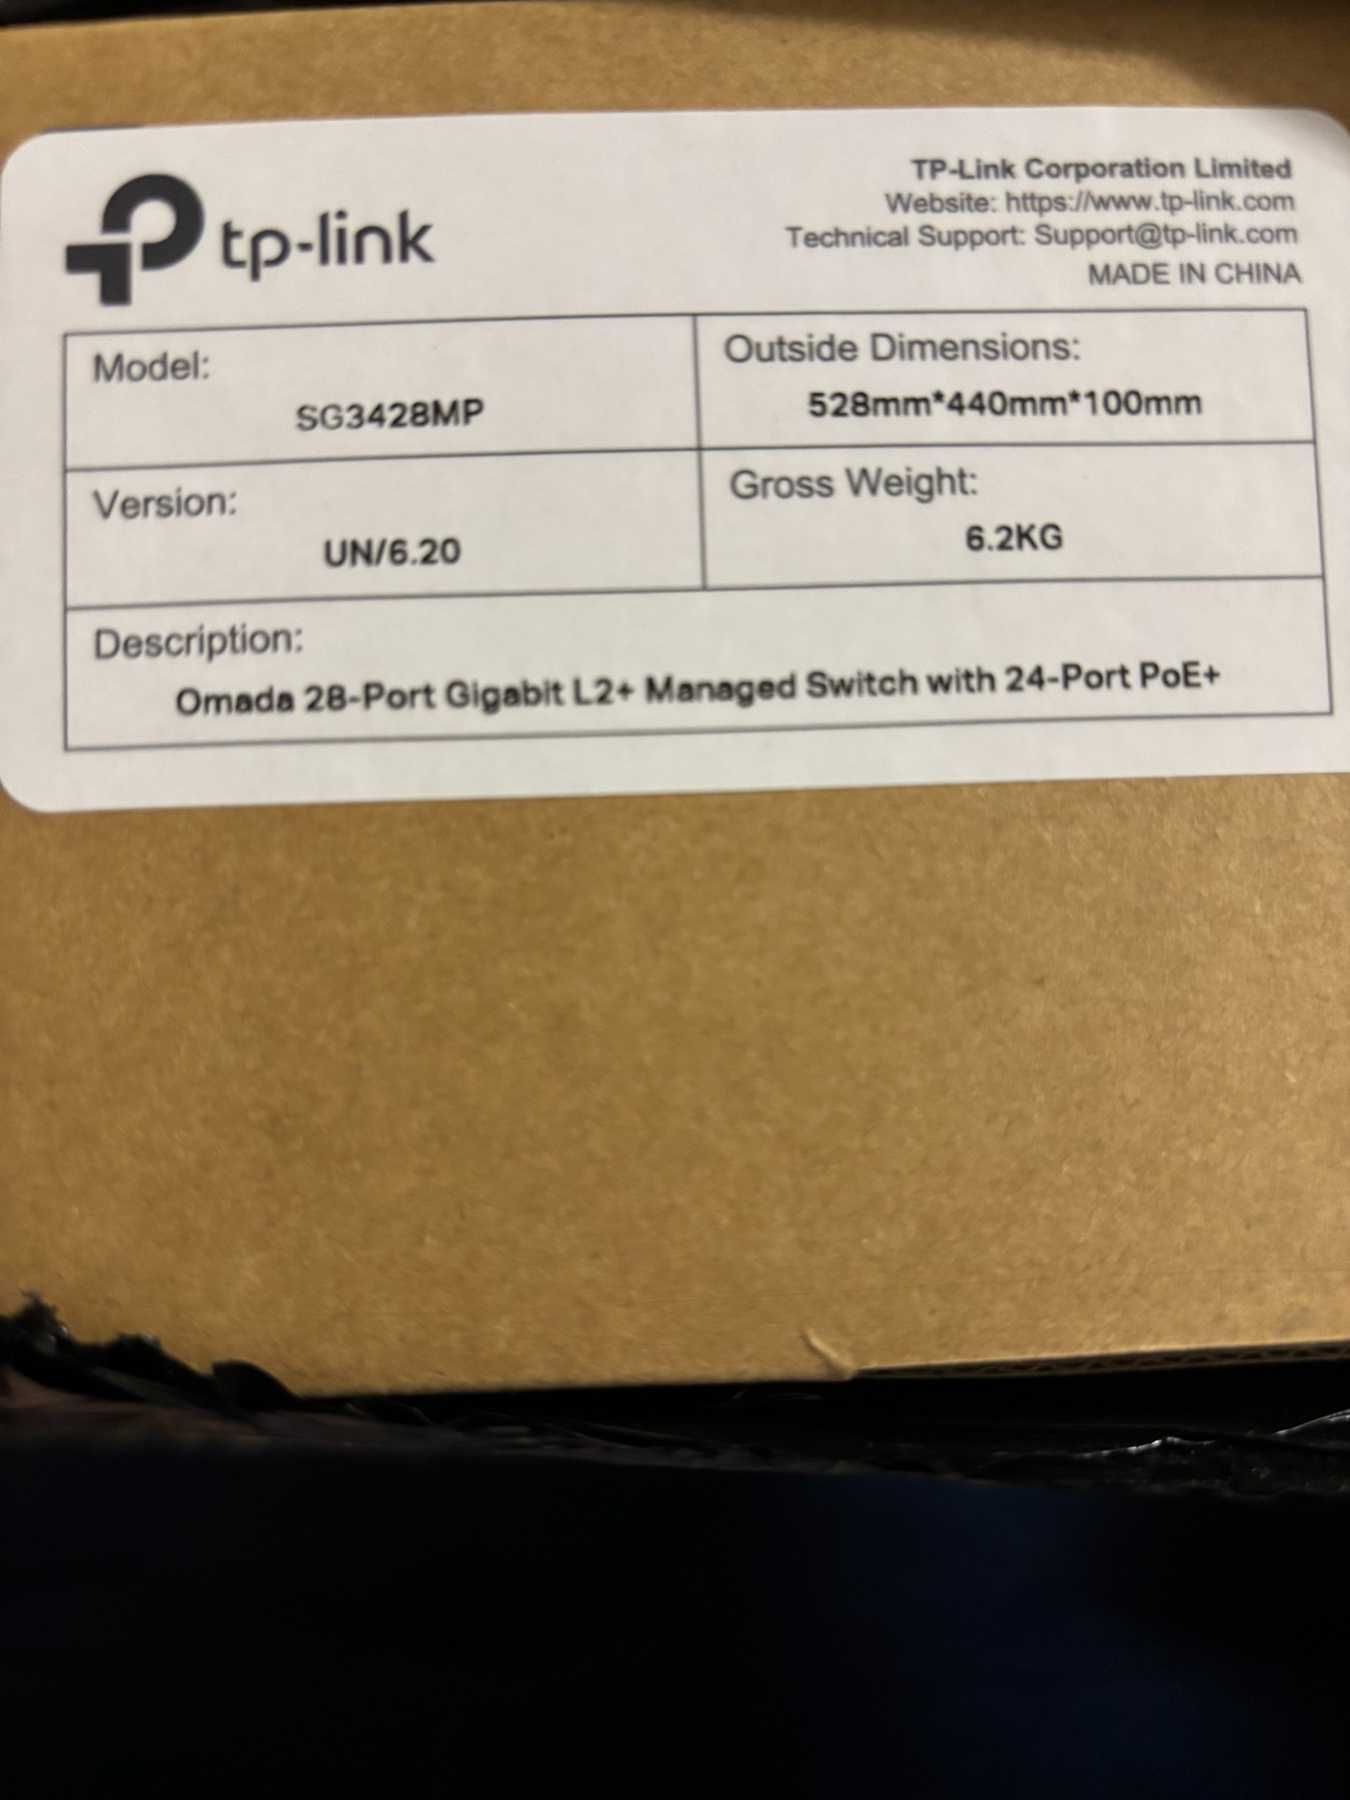 tp-link
TP-Link Corporation Limited
Website: https://www.tp-link.com
Technical Support: Support@tp-link.com
MADE IN CHINA
Model:
SG3428MP
Outside Dimensions:
528mm*440mm*100mm
Version:
UN/6.20
Gross Weight:
6.2KG
Description:
Omada 28-Port Gigabit L2+ Managed Switch with 24-Port PoE+